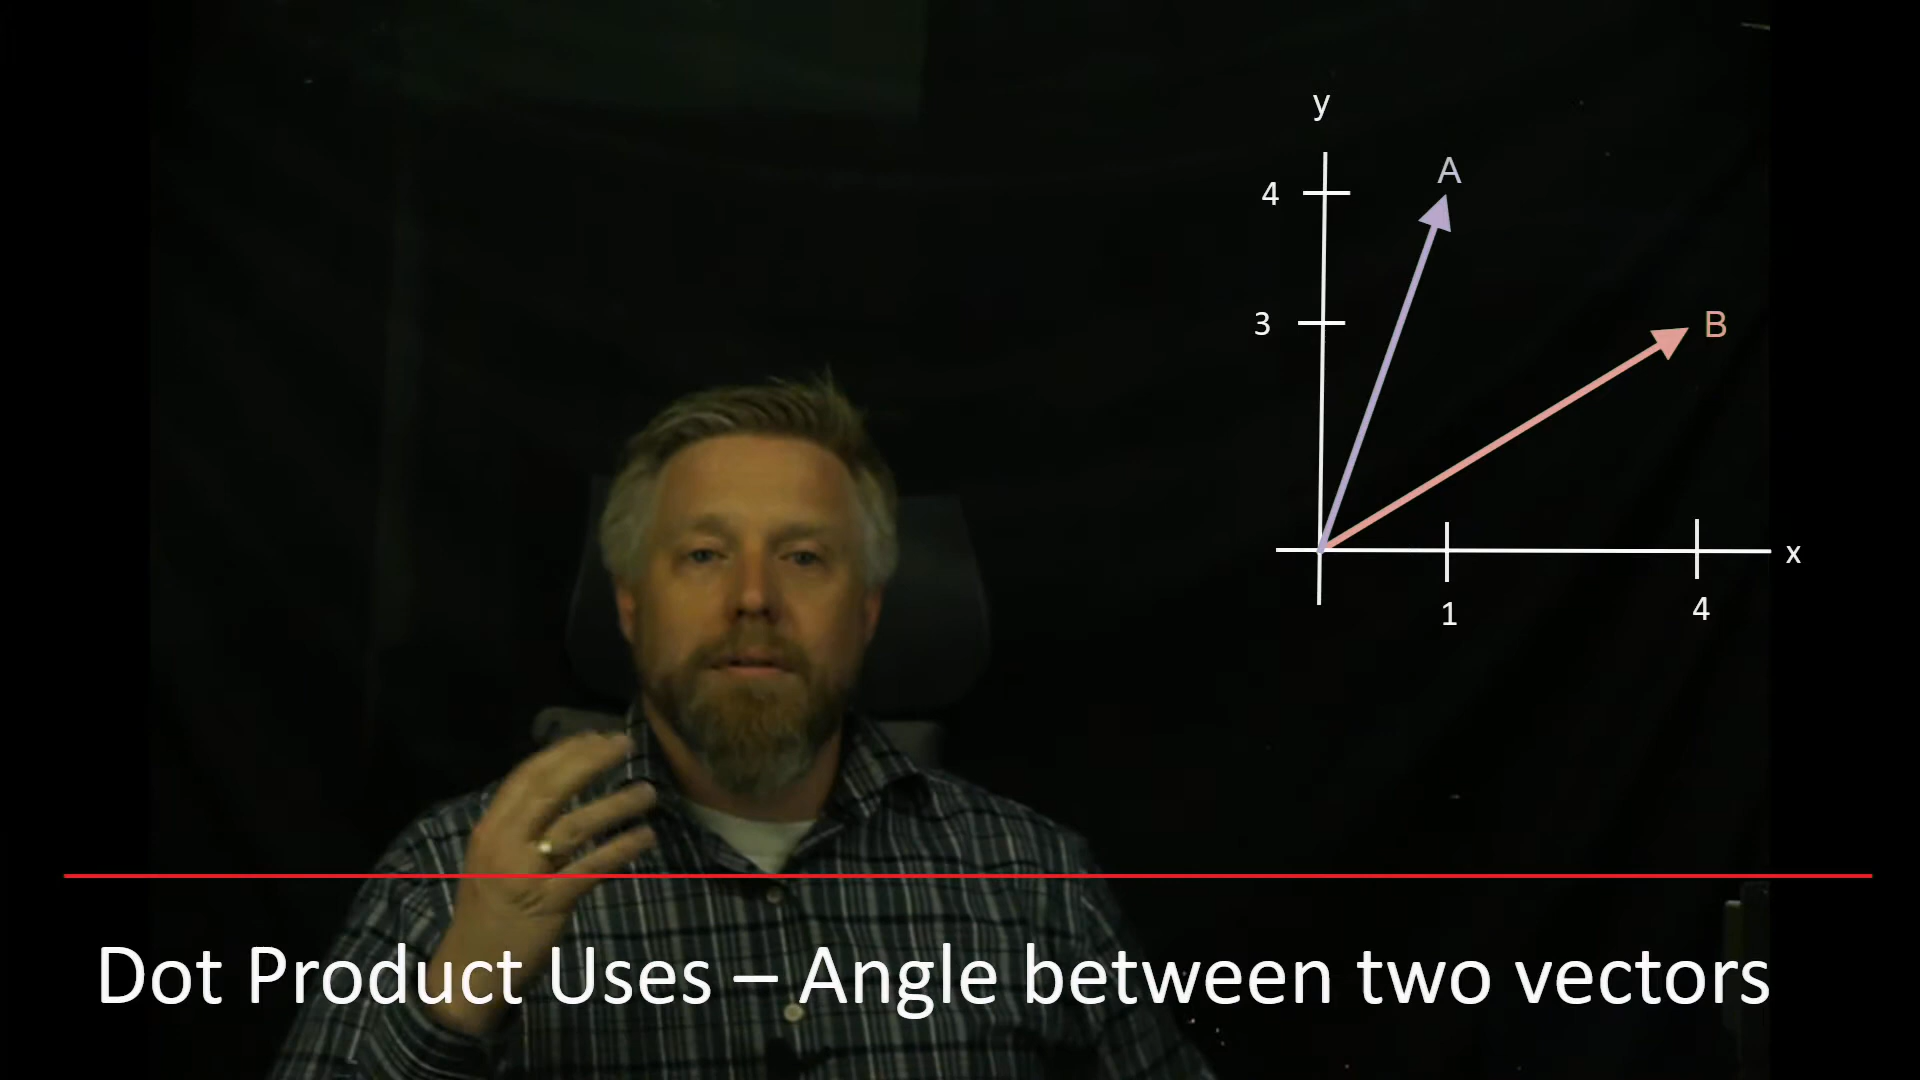 y
A
4
3
B
x
1
4
Dot Product Uses – Angle between two vectors